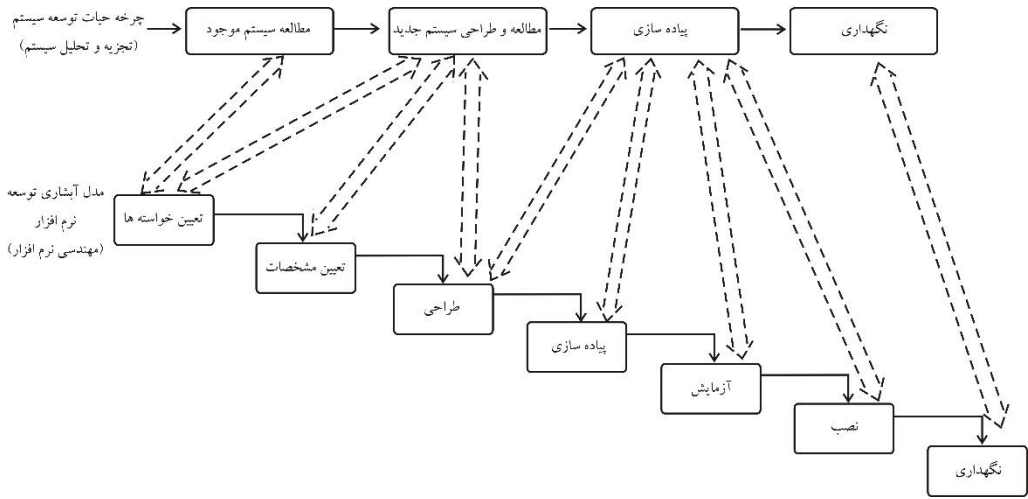 چرخه حیات توسعه سیستم
(تجزیه و تحلیل سیستم)
مطالعه سیستم موجود
مطالعه و طراحی سیستم جدید
پیاده سازی
نگهداری
مدل آبشاری توسعه
نرم افزار
(مهندسی نرم افزار)
تعیین خواسته ها
تعیین مشخصات
طراحی
پیاده سازی
آزمایش
نصب
نگهداری